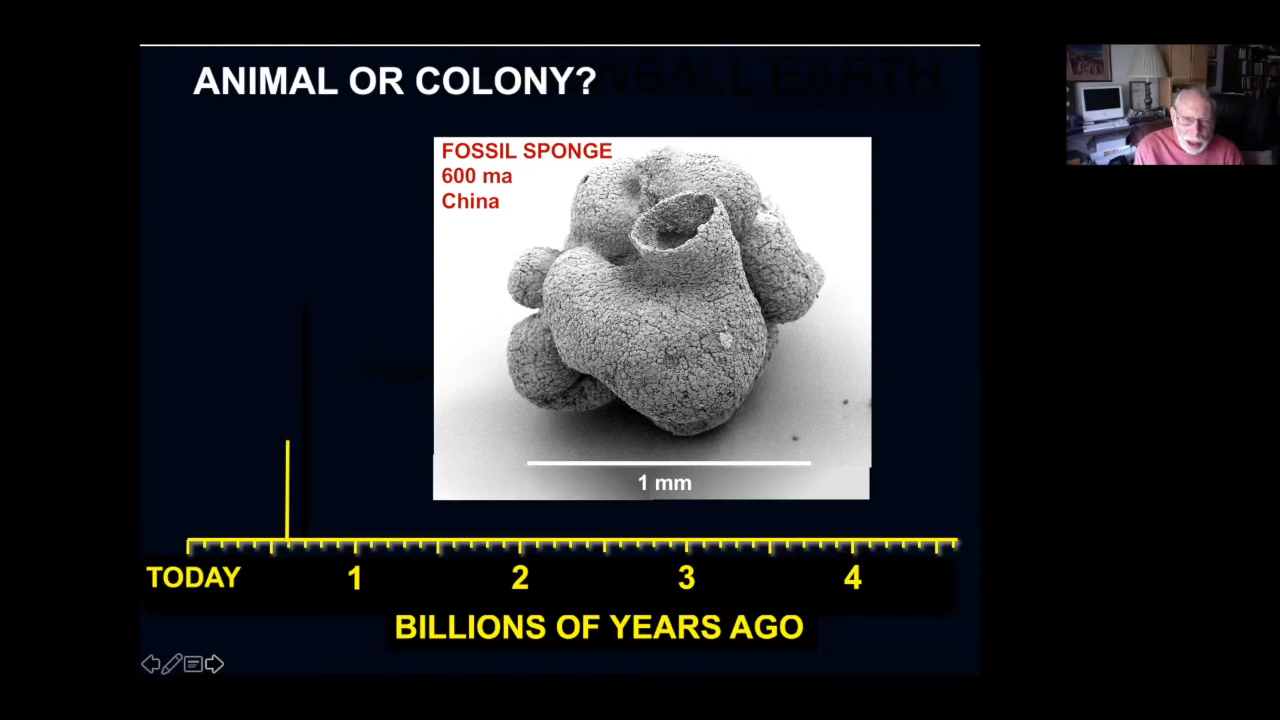 ANIMAL OR COLONY?
FOSSIL SPONGE
600 ma
China
1 mm
TODAY 1 2 3 4
BILLIONS OF YEARS AGO